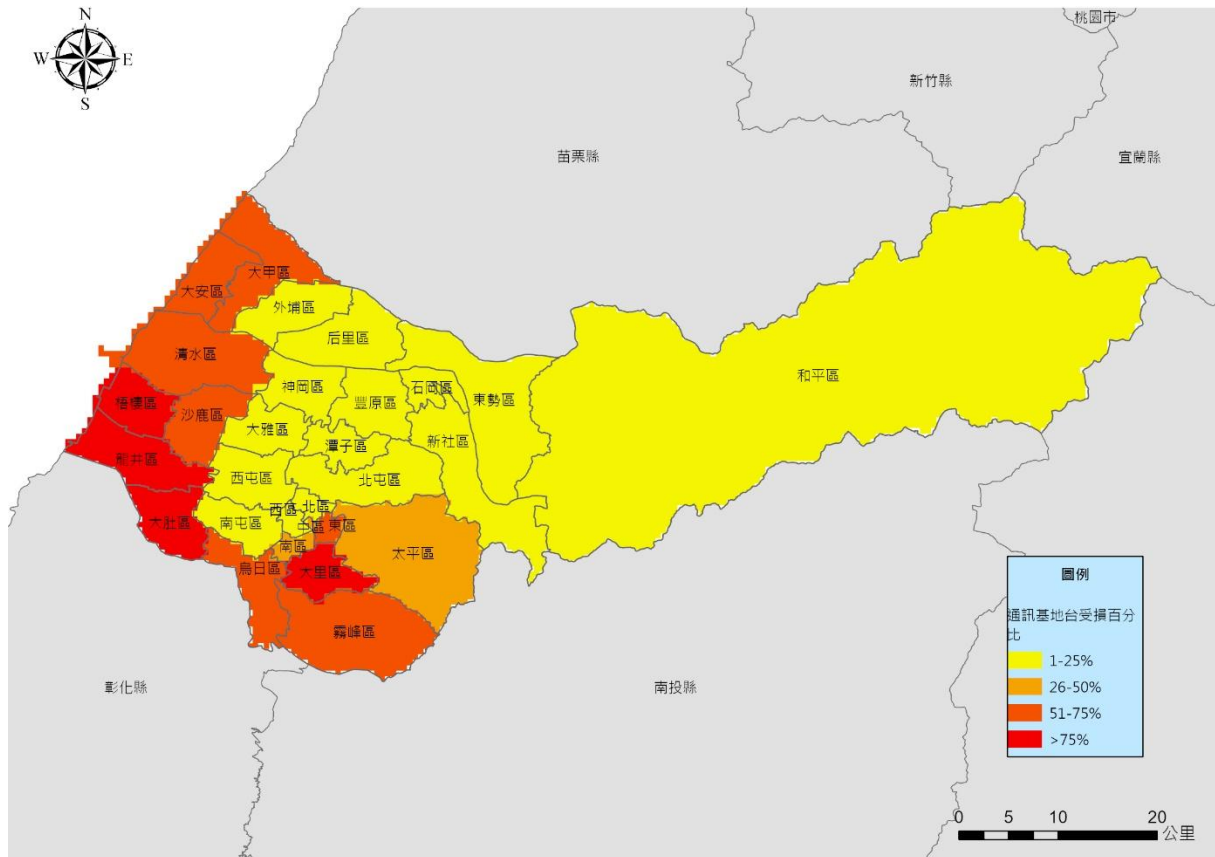 N
W
E
S
桃園市
新竹縣
苗栗縣
宜蘭縣
大甲區
大安區
外埔區
后里區
清水區
和平區
神岡區
豐原區
石岡區
東勢區
梧棲區
沙鹿區
大雅區
潭子區
新社區
龍井區
西屯區
北屯區
大肚區
南屯區
西區
北區
中區
東區
南區
太平區
烏日區
大里區
霧峰區
彰化縣
南投縣
圖例
通訊基地台受損百分
比
1-25%
26-50%
51-75%
>75%
0 5 10 20
公里